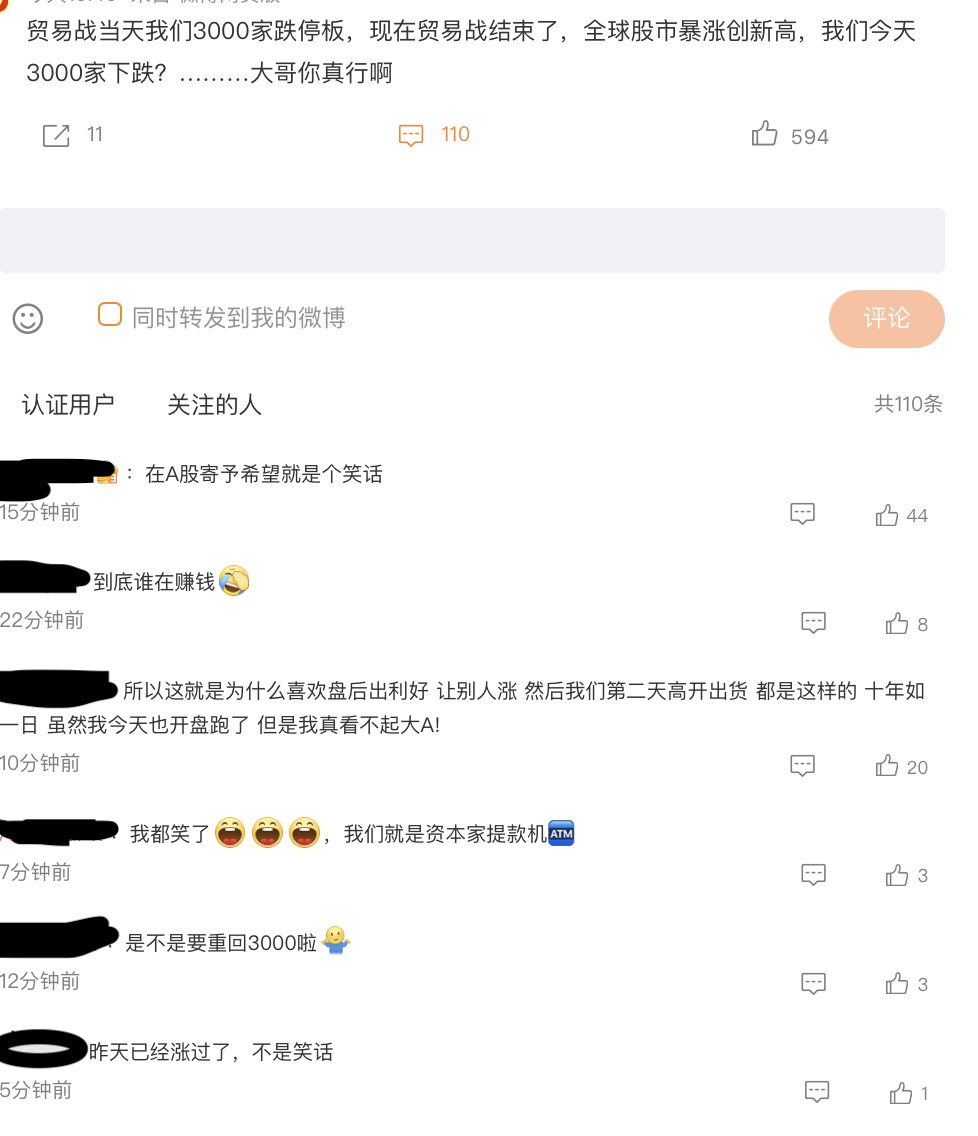 贸易战当天我们3000家跌停板，现在贸易战结束了，全球股市暴涨创新高，我们今天
3000家下跌？………大哥你真行啊
11
110
594
同时转发到我的微博
评论
认证用户
关注的人
共110条
：在A股寄予希望就是个笑话
15分钟前
44
到底谁在赚钱
22分钟前
8
所以这就是为什么喜欢盘后出利好 让别人涨 然后我们第二天高开出货 都是这样的 十年如
一日 虽然我今天也开盘跑了 但是我真看不起大A!
10分钟前
20
我都笑了，我们就是资本家提款机ATM
7分钟前
3
是不是要重回3000啦
12分钟前
3
昨天已经涨过了，不是笑话
5分钟前
1